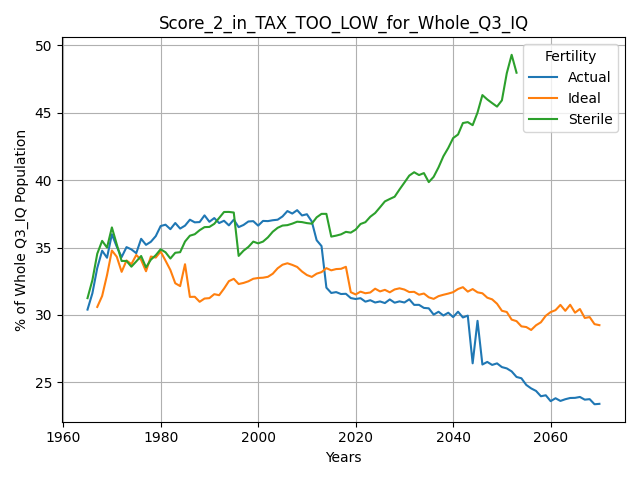 Score_2_in_TAX_TOO_LOW_for_Whole_Q3_IQ
% of Whole Q3_IQ Population
50
45
40
35
30
25
Fertility
Actual
Ideal
Sterile
1960 1980 2000 2020 2040 2060
Years